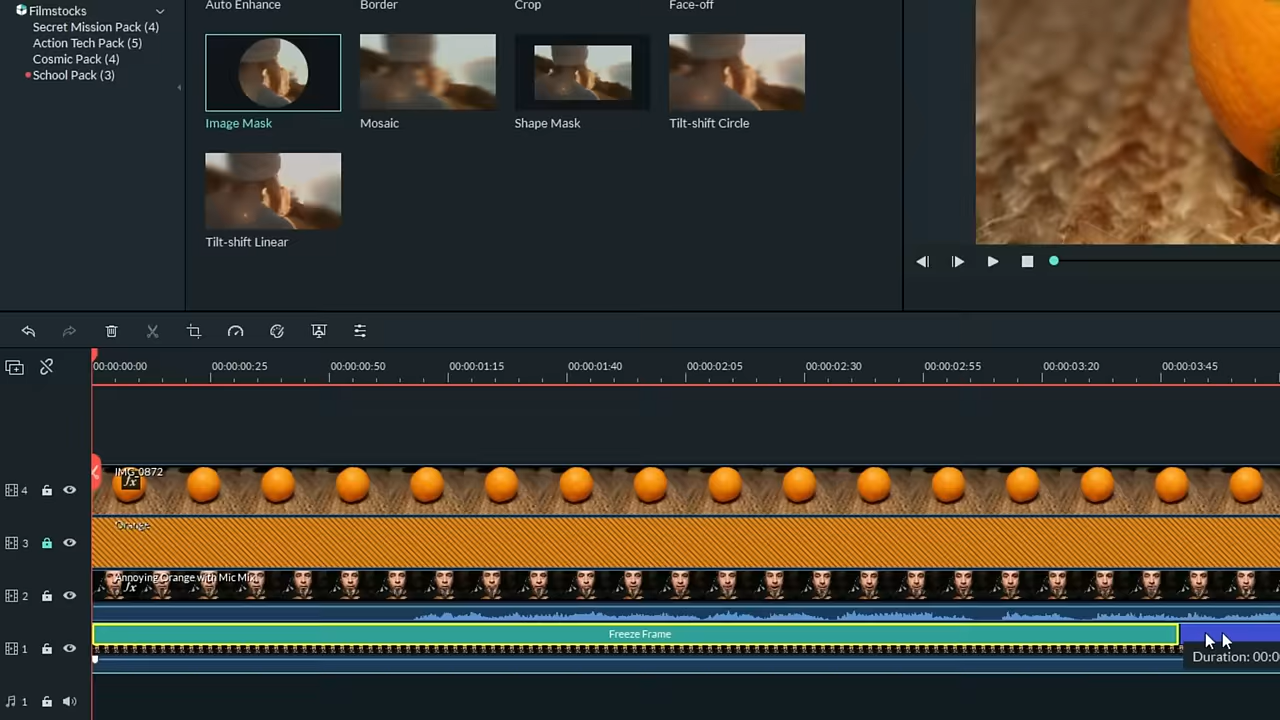 Filmstocks
Secret Mission Pack (4)
Action Tech Pack (5)
Cosmic Pack (4)
School Pack (3)
Auto Enhance Border Crop Face-off
Image Mask Mosaic Shape Mask Tilt-shift Circle
Tilt-shift Linear
00:00:00:00 00:00:00:25 00:00:00:50 00:00:01:15 00:00:01:40 00:00:02:05 00:00:02:30 00:00:02:55 00:00:03:20 00:00:03:45
IMG_0872
fx
4
Orange
3
Annoying Orange with Mic Mix1
fx
2
Freeze Frame
1
Duration: 00:0
1